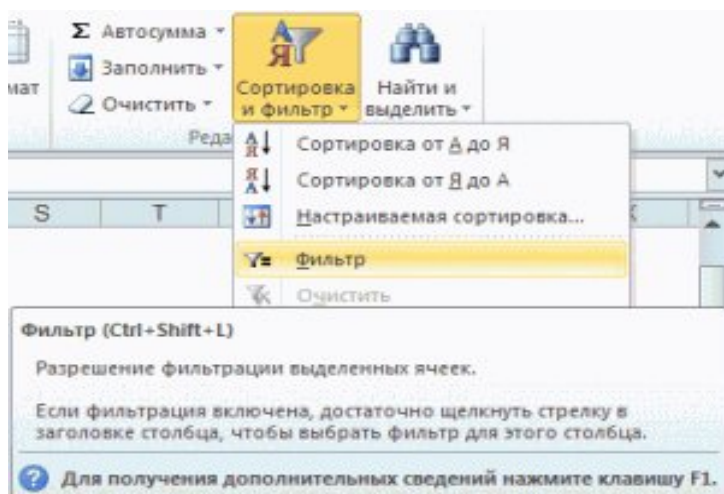 Σ Автосумма
Заполнить
мат
Очистить
Сортировка
и фильтр
Найти и
выделить
Реда
Сортировка от А до Я
Сортировка от Я до А
Настраиваемая сортировка...
S T
Фильтр
Очистить
Фильтр (Ctrl+Shift+L)
Разрешение фильтрации выделенных ячеек.
Если фильтрация включена, достаточно щелкнуть стрелку в
заголовке столбца, чтобы выбрать фильтр для этого столбца.
Для получения дополнительных сведений нажмите клавишу F1.